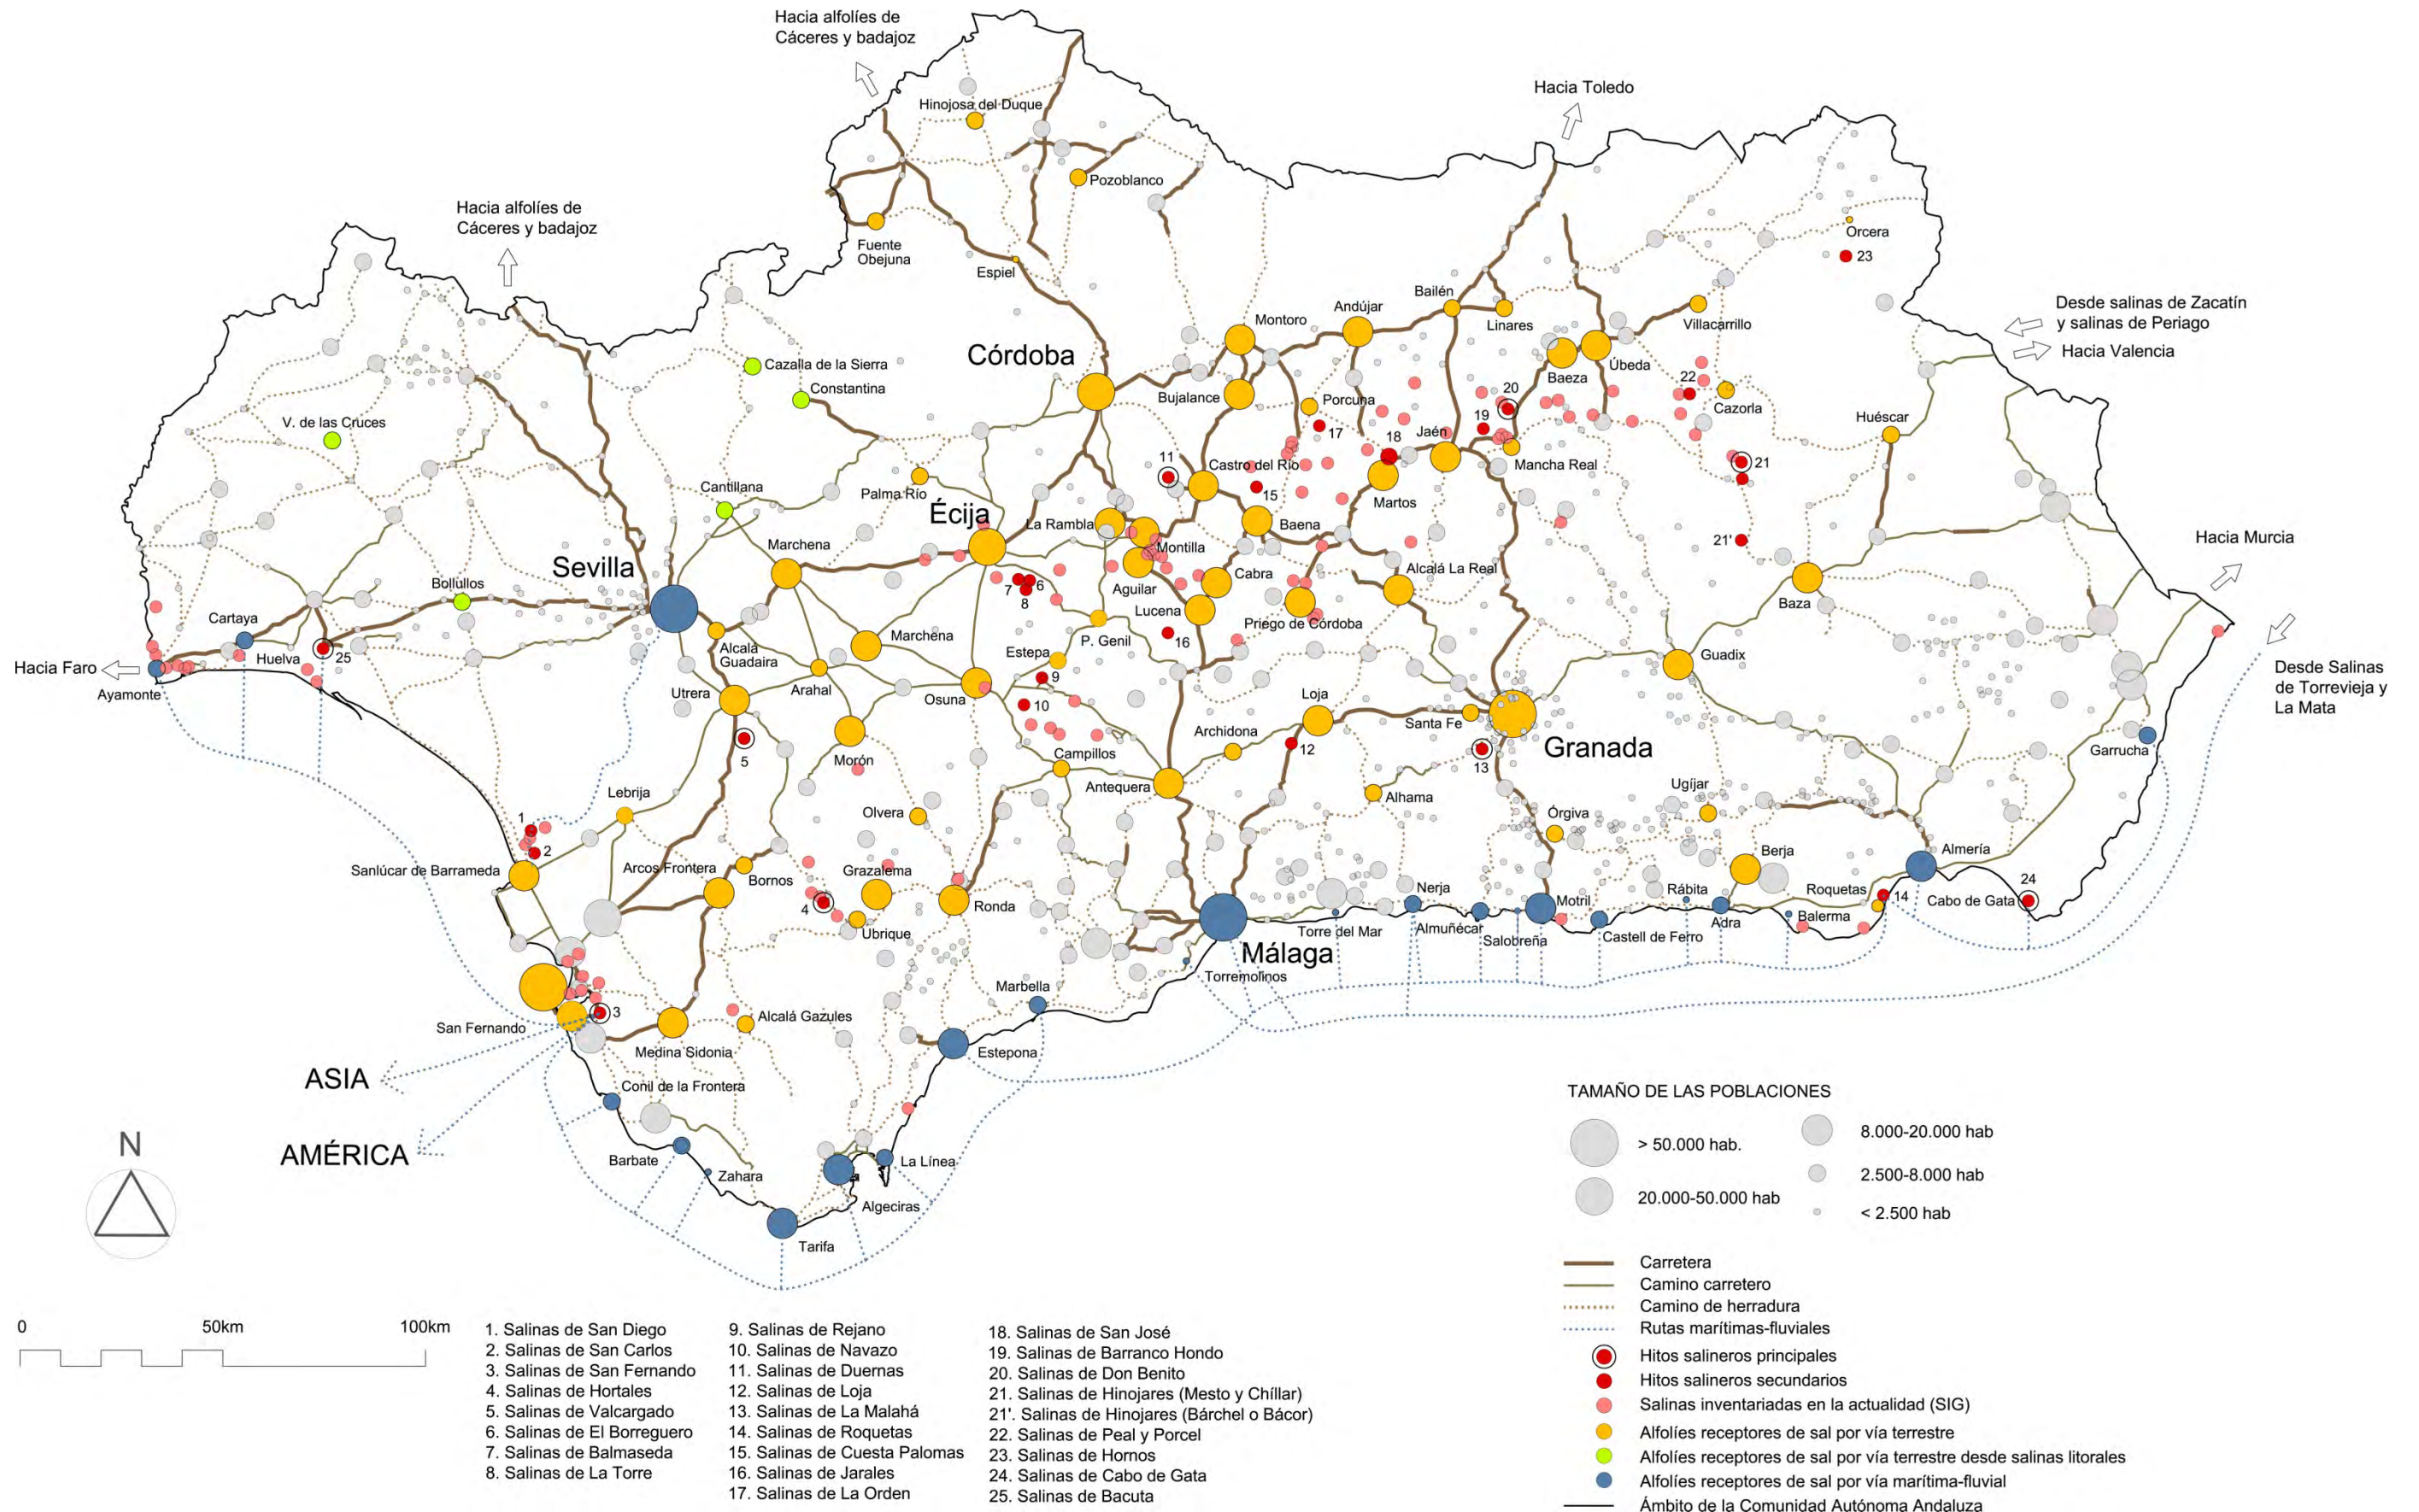 Hacia alfolíes de
Cáceres y badajoz
Hacia Toledo
Hinojosa del Duque
Pozoblanco
Hacia alfolíes de
Cáceres y badajoz
Fuente
Obejuna
Espiel
Orcera
23
Desde salinas de Zacatín
y salinas de Periago
Hacia Valencia
Bailén
Andújar
Linares
Villacarrillo
Montoro
Córdoba
Cazalla de la Sierra
Constantina
Úbeda
Baeza
Bujalance
Porcuna
20
22
Cazorla
Huéscar
V. de las Cruces
17
19
18
Jaén
Mancha Real
11
Castro del Río
21
Cantillana
Palma Río
15
Martos
Écija
La Rambla
Baena
Montilla
21'
Hacia Murcia
Marchena
Sevilla
Bollullos
7
6
8
Aguilar
Cabra
Alcalá La Real
Baza
Lucena
Cartaya
Priego de Córdoba
Marchena
P. Genil
16
Alcalá
Guadaira
Estepa
Guadix
Huelva
25
Hacia Faro
Ayamonte
Desde Salinas
de Torrevieja y
La Mata
Utrera
Arahal
Osuna
9
10
Loja
Santa Fe
Archidona
Granada
Garrucha
5
Morón
12
13
Campillos
Antequera
Lebrija
Alhama
Ugíjar
Olvera
Órgiva
1
2
Sanlúcar de Barrameda
Arcos Frontera
Bornos
Grazalema
Berja
Almería
4
Ronda
Nerja
Rábita
Roquetas
14
Cabo de Gata
24
Úbrique
Motril
Torre del Mar
Almuñécar
Salobreña
Castell de Ferro
Adra
Balerma
Málaga
Torremolinos
Marbella
San Fernando
3
Alcalá Gazules
Medina Sidonia
Estepona
ASIA
Conil de la Frontera
AMÉRICA
N
Barbate
Zahara
La Línea
Algeciras
Tarifa
TAMAÑO DE LAS POBLACIONES
> 50.000 hab.
20.000-50.000 hab
8.000-20.000 hab
2.500-8.000 hab
< 2.500 hab
Carretera
Camino carretero
Camino de herradura
Rutas marítimas-fluviales
Hitos salineros principales
Hitos salineros secundarios
Salinas inventariadas en la actualidad (SIG)
Alfolíes receptores de sal por vía terrestre
Alfolíes receptores de sal por vía terrestre desde salinas litorales
Alfolíes receptores de sal por vía marítima-fluvial
Ámbito de la Comunidad Autónoma Andaluza
0
50km
100km
1. Salinas de San Diego
2. Salinas de San Carlos
3. Salinas de San Fernando
4. Salinas de Hortales
5. Salinas de Valcargado
6. Salinas de El Borreguero
7. Salinas de Balmaseda
8. Salinas de La Torre
9. Salinas de Rejano
10. Salinas de Navazo
11. Salinas de Duernas
12. Salinas de Loja
13. Salinas de La Malahá
14. Salinas de Roquetas
15. Salinas de Cuesta Palomas
16. Salinas de Jarales
17. Salinas de La Orden
18. Salinas de San José
19. Salinas de Barranco Hondo
20. Salinas de Don Benito
21. Salinas de Hinojares (Mesto y Chíllar)
21'. Salinas de Hinojares (Bárchel o Bácor)
22. Salinas de Peal y Porcel
23. Salinas de Hornos
24. Salinas de Cabo de Gata
25. Salinas de Bacuta